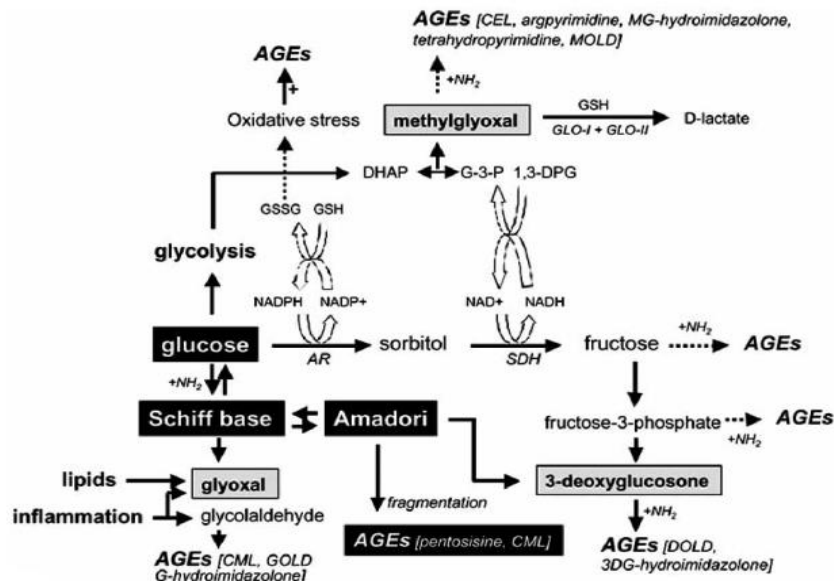 AGEs [CEL, argpyrimidine, MG-hydroimidazolone,
tetrahydropyrimidine, MOLD]
AGEs
+
+NH2
Oxidative stress
methylglyoxal
GSH
GLO-I + GLO-II
D-lactate
DHAP
G-3-P 1,3-DPG
GSSG GSH
glycolysis
NADPH NADP+
NAD+ NADH
glucose
AR
sorbitol
SDH
fructose
+NH2
AGEs
+NH2
Schiff base
Amadori
fructose-3-phosphate
+NH2
AGEs
lipids
glyoxal
fragmentation
3-deoxyglucosone
inflammation
glycolaldehyde
+NH2
AGEs [pentosisine, CML]
AGEs [CML, GOLD
G-hydroimidazolone]
AGEs [DOLD,
3DG-hydroimidazolone]